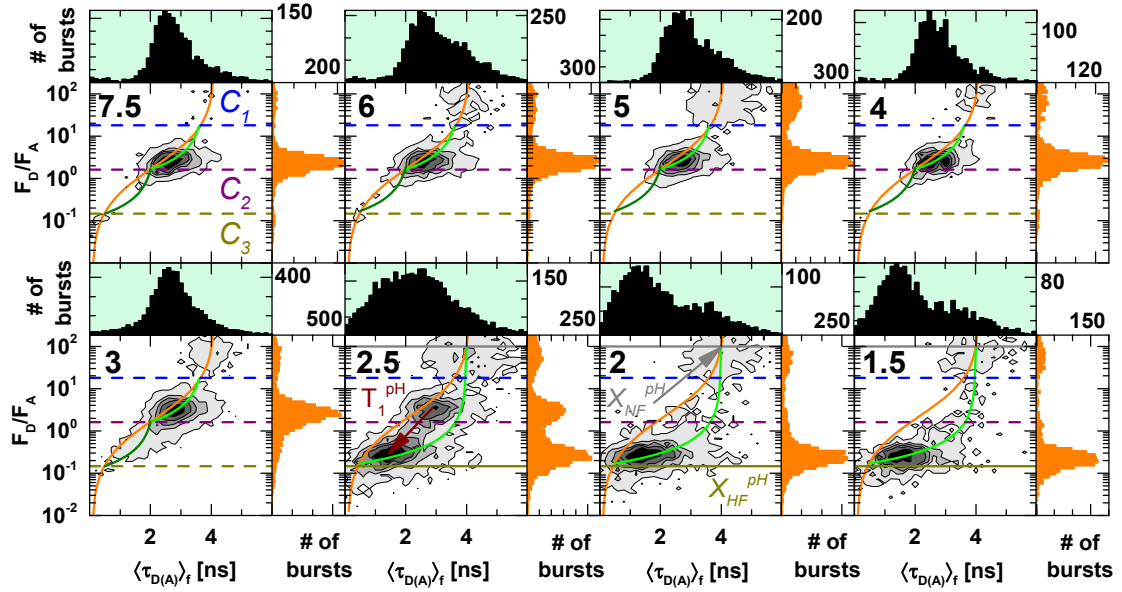 # of bursts
150
250
200
100
200
300
300
120
7.5
6
5
4
C₁
C₂
C₃
F_D/F_A
10²
10¹
10⁰
10⁻¹
# of bursts
400
150
100
80
500
250
250
150
3
2.5
2
1.5
T₁^pH
X_NF^pH
X_HF^pH
F_D/F_A
10²
10¹
10⁰
10⁻¹
10⁻²
2 4
2 4
2 4
2 4
⟨τ_D(A)⟩_f [ns]
# of bursts
⟨τ_D(A)⟩_f [ns]
# of bursts
⟨τ_D(A)⟩_f [ns]
# of bursts
⟨τ_D(A)⟩_f [ns]
# of bursts